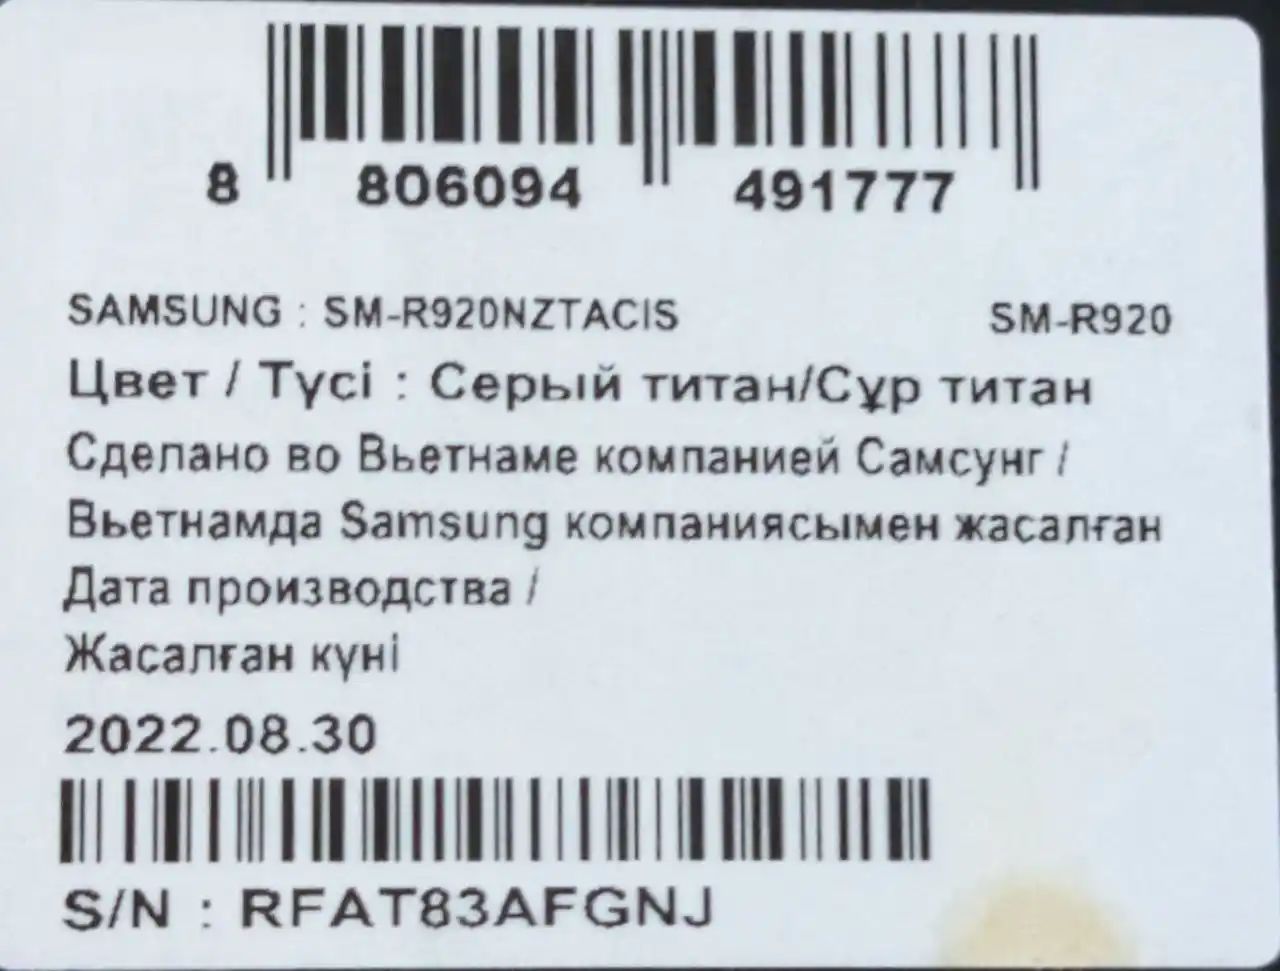 8 806094 491777
SAMSUNG : SM-R920NZTACIS SM-R920
Цвет / Түсі : Серый титан/Сұр титан
Сделано во Вьетнаме компанией Самсунг /
Вьетнамда Samsung компаниясымен жасалған
Дата производства /
Жасалған күні
2022.08.30
S/N : RFAT83AFGNJ